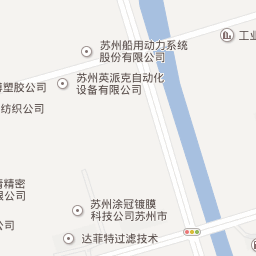 苏州船用动力系统
股份有限公司
工业
苏州英派克自动化
设备有限公司
塑胶公司
纺织公司
精密
限公司
苏州涂冠镀膜
科技公司苏州市
公司
达菲特过滤技术